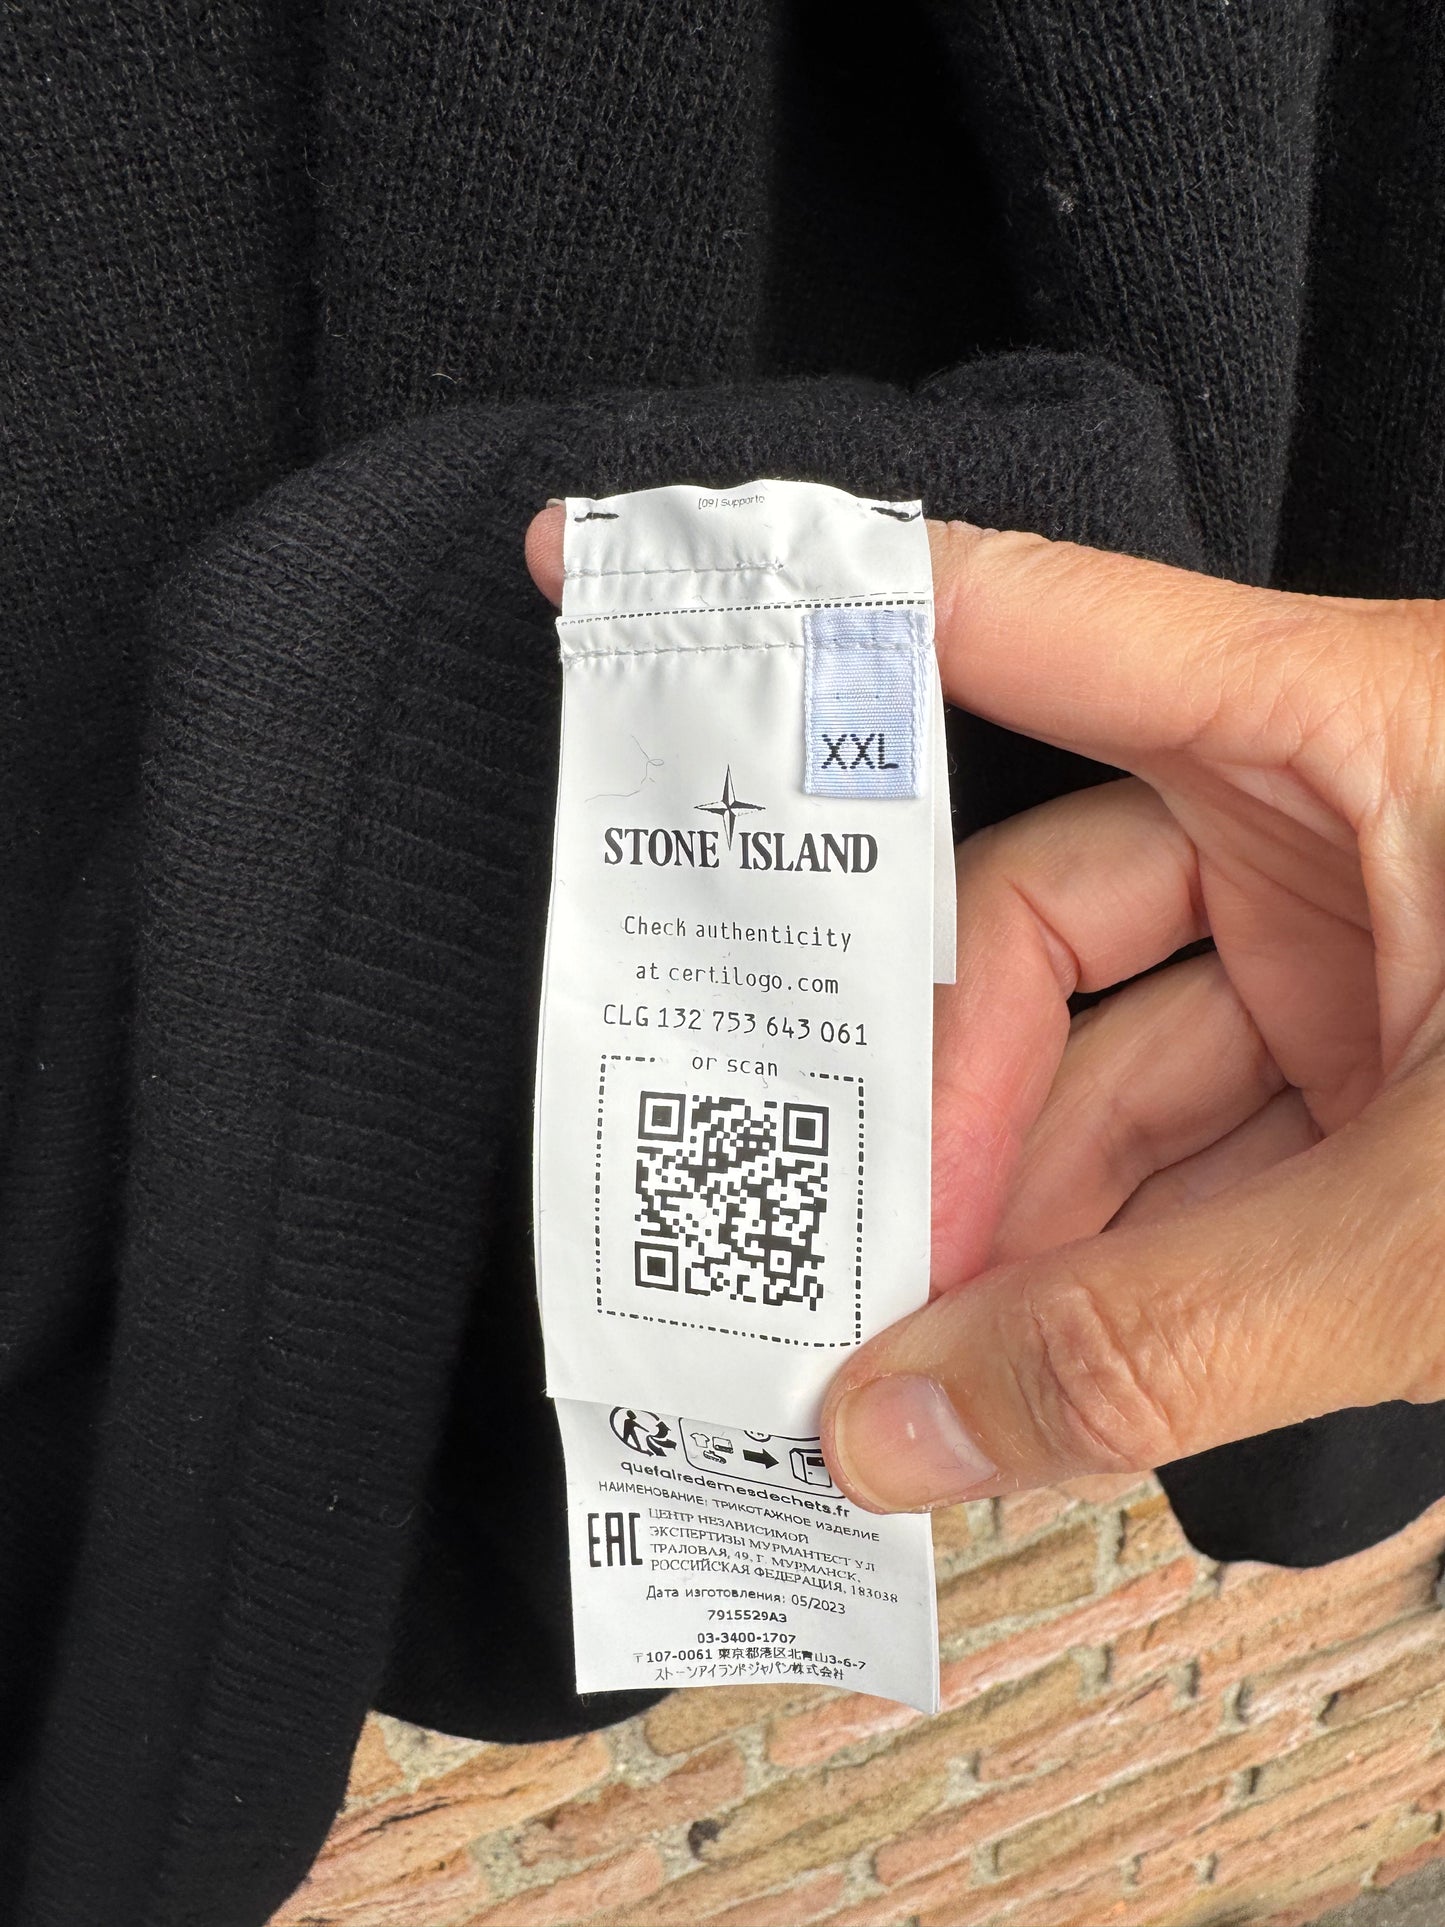 [09] Supporto
XXL
STONE ISLAND
Check authenticity
at certilogo.com
CLG 132 753 643 061
or scan
quefairedemesdechets.fr
НАИМЕНОВАНИЕ: ТРИКОТАЖНОЕ ИЗДЕЛИЕ
EAC
ЦЕНТР НЕЗАВИСИМОЙ
ЭКСПЕРТИЗЫ МУРМАНТЕСТ УЛ
ТРАЛОВАЯ, 49, Г. МУРМАНСК,
РОССИЙСКАЯ ФЕДЕРАЦИЯ, 183038
Дата изготовления: 05/2023
7915529A3
03-3400-1707
〒107-0061 東京都港区北青山3-6-7
ストーンアイランドジャパン株式会社